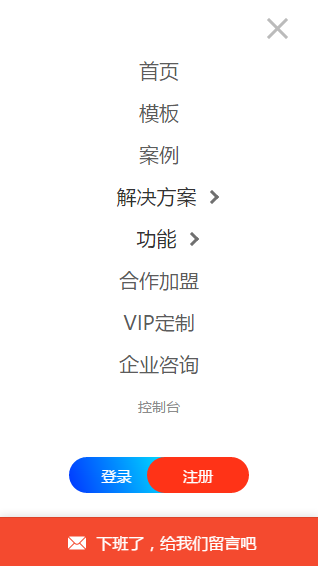 首页
模板
案例
解决方案
功能
合作加盟
VIP定制
企业咨询
控制台
登录 注册
下班了，给我们留言吧